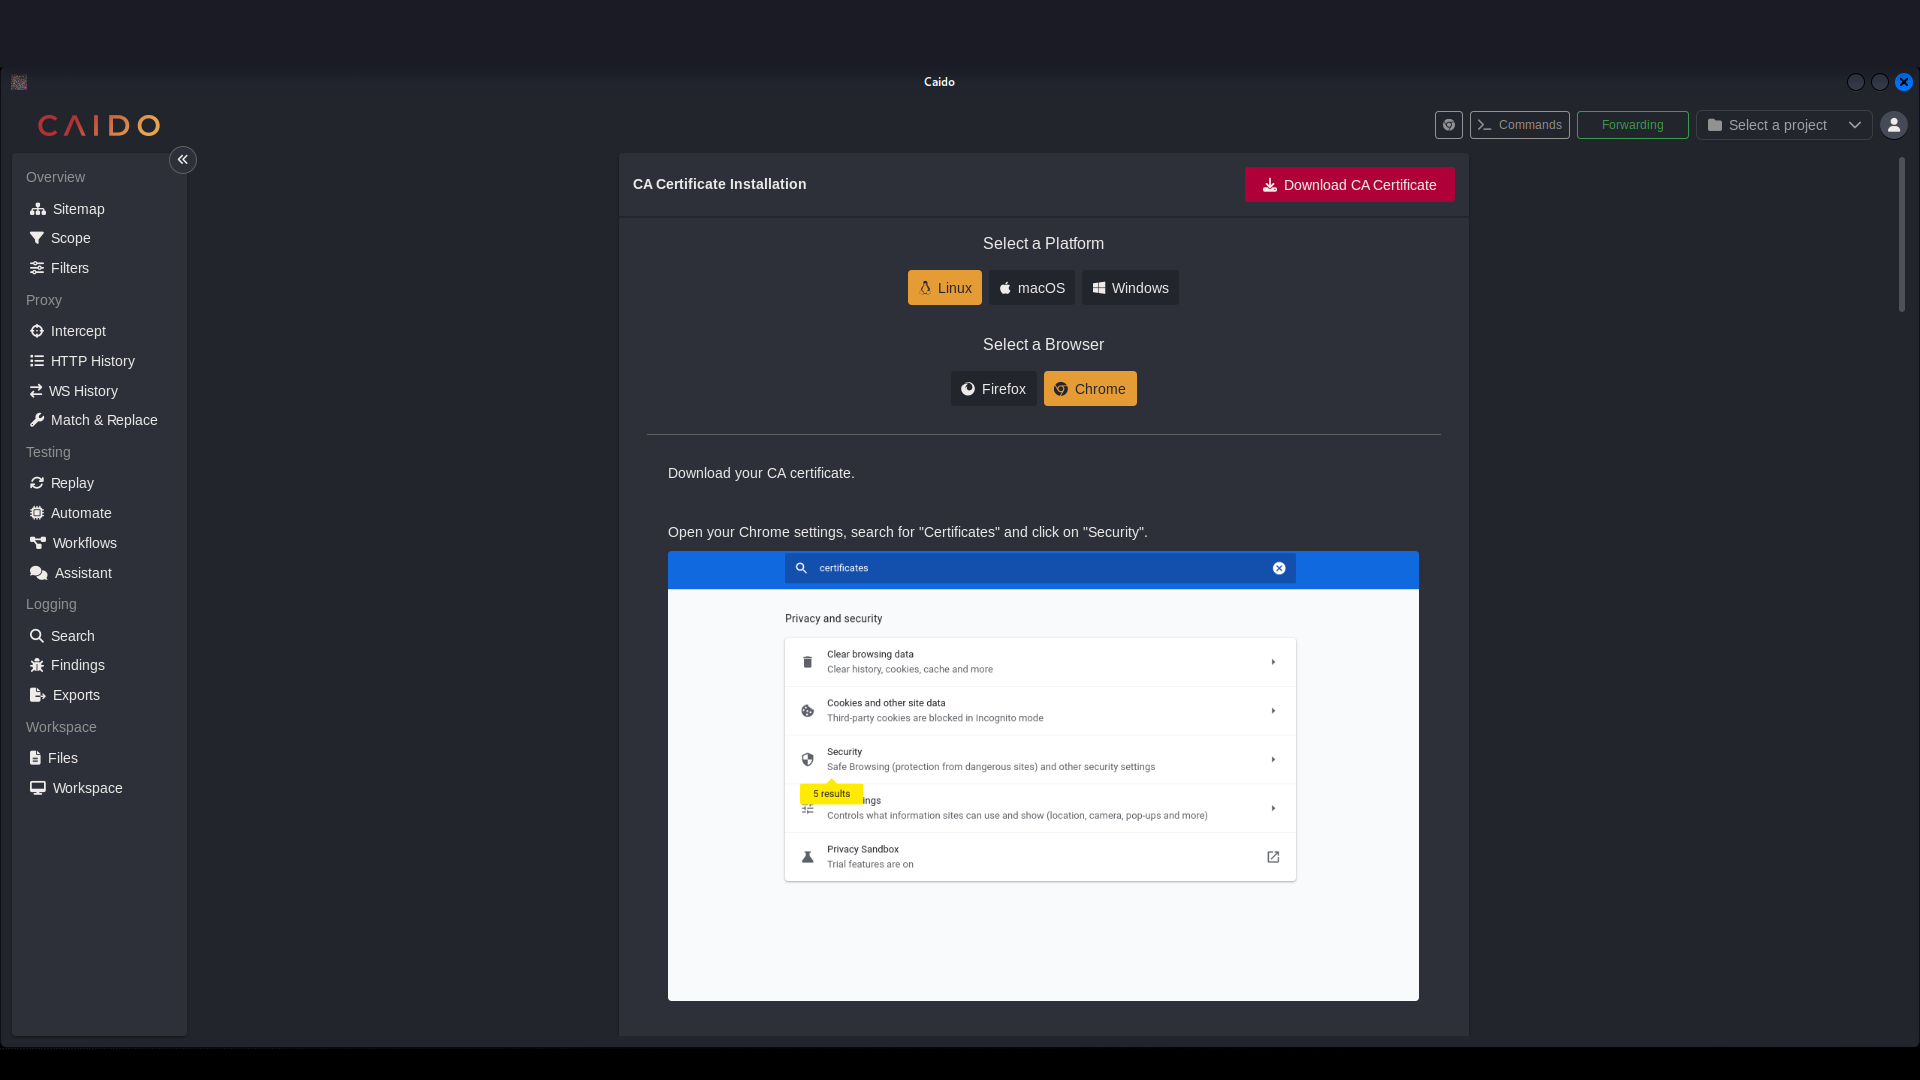 Caido
CAIDO
Commands
Forwarding
Select a project
Overview
Sitemap
Scope
Filters
Proxy
Intercept
HTTP History
WS History
Match & Replace
Testing
Replay
Automate
Workflows
Assistant
Logging
Search
Findings
Exports
Workspace
Files
Workspace
CA Certificate Installation
Download CA Certificate
Select a Platform
Linux
macOS
Windows
Select a Browser
Firefox
Chrome
Download your CA certificate.
Open your Chrome settings, search for "Certificates" and click on "Security".
certificates
Privacy and security
Clear browsing data
Clear history, cookies, cache and more
Cookies and other site data
Third-party cookies are blocked in Incognito mode
Security
Safe Browsing (protection from dangerous sites) and other security settings
5 results
ings
Controls what information sites can use and show (location, camera, pop-ups and more)
Privacy Sandbox
Trial features are on